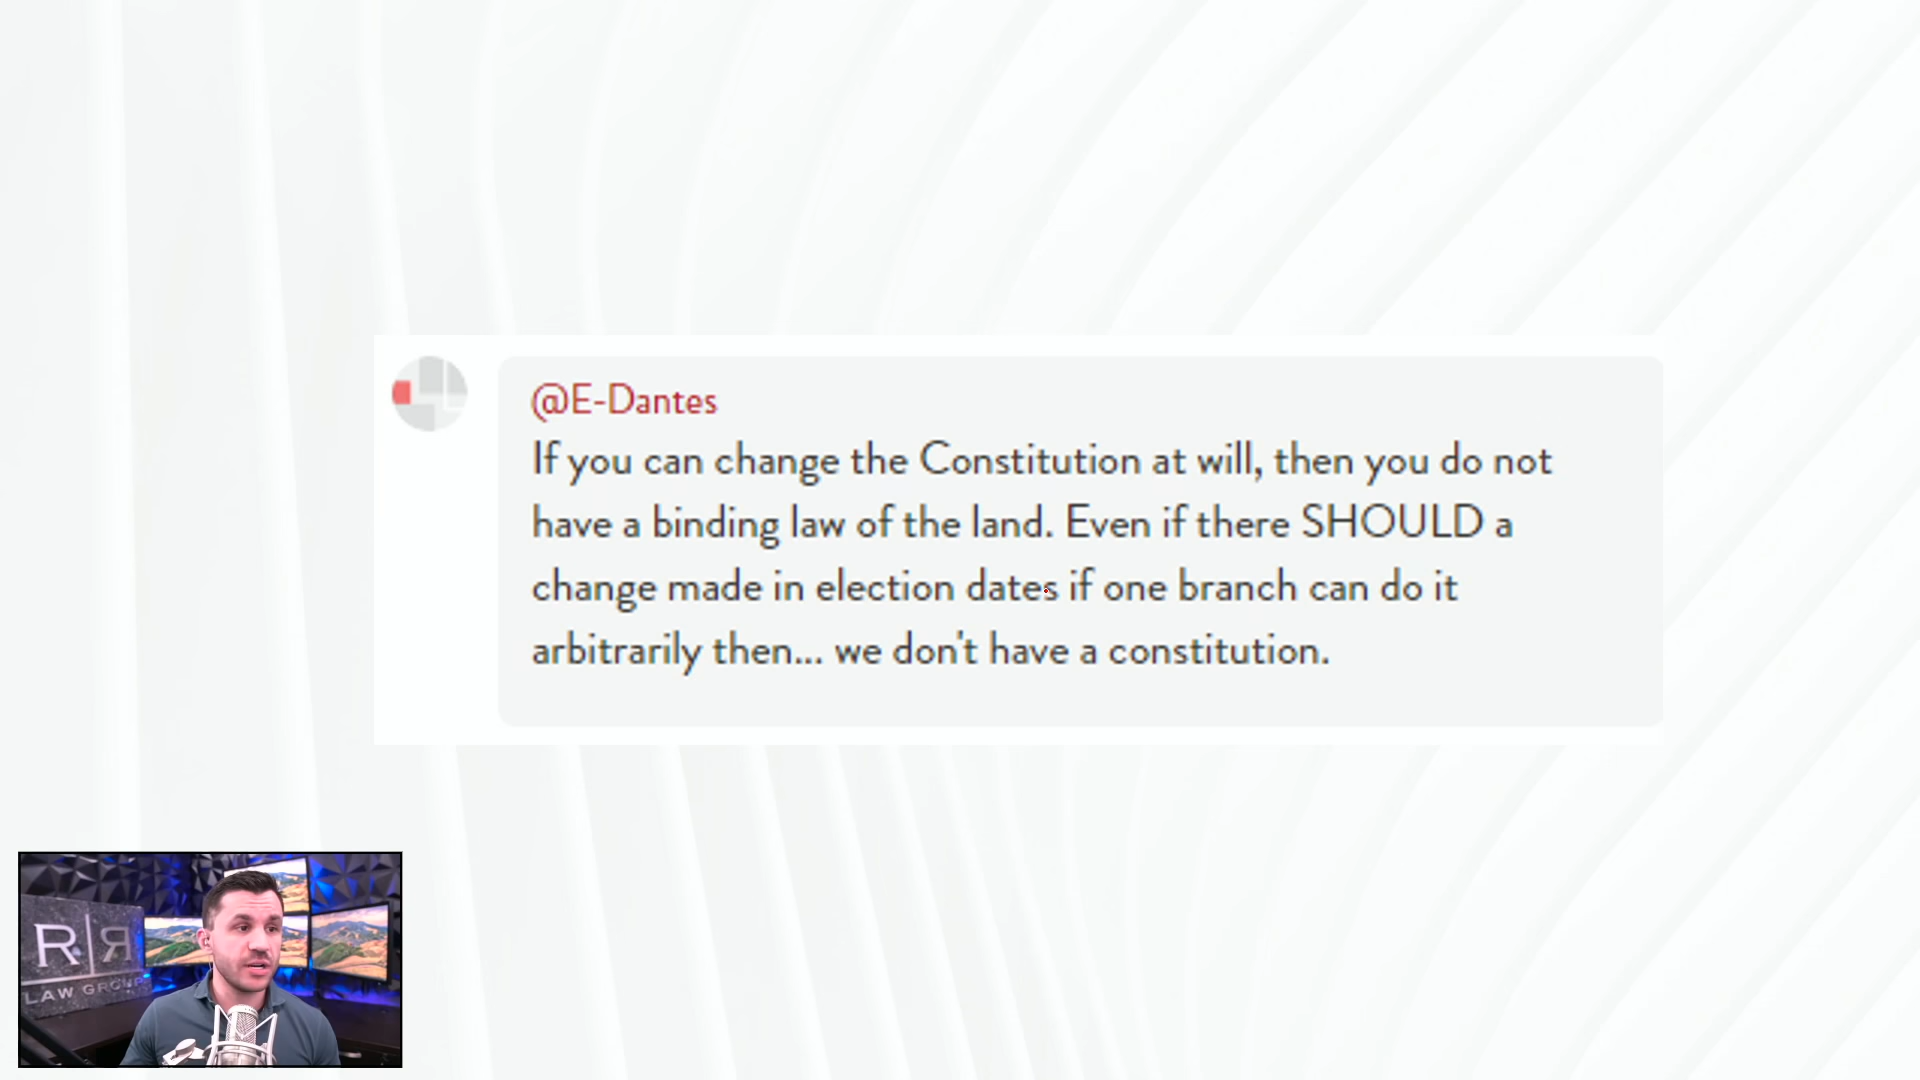 @E-Dantes
If you can change the Constitution at will, then you do not
have a binding law of the land. Even if there SHOULD a
change made in election dates if one branch can do it
arbitrarily then... we don't have a constitution.
R|R
LAW GROUP